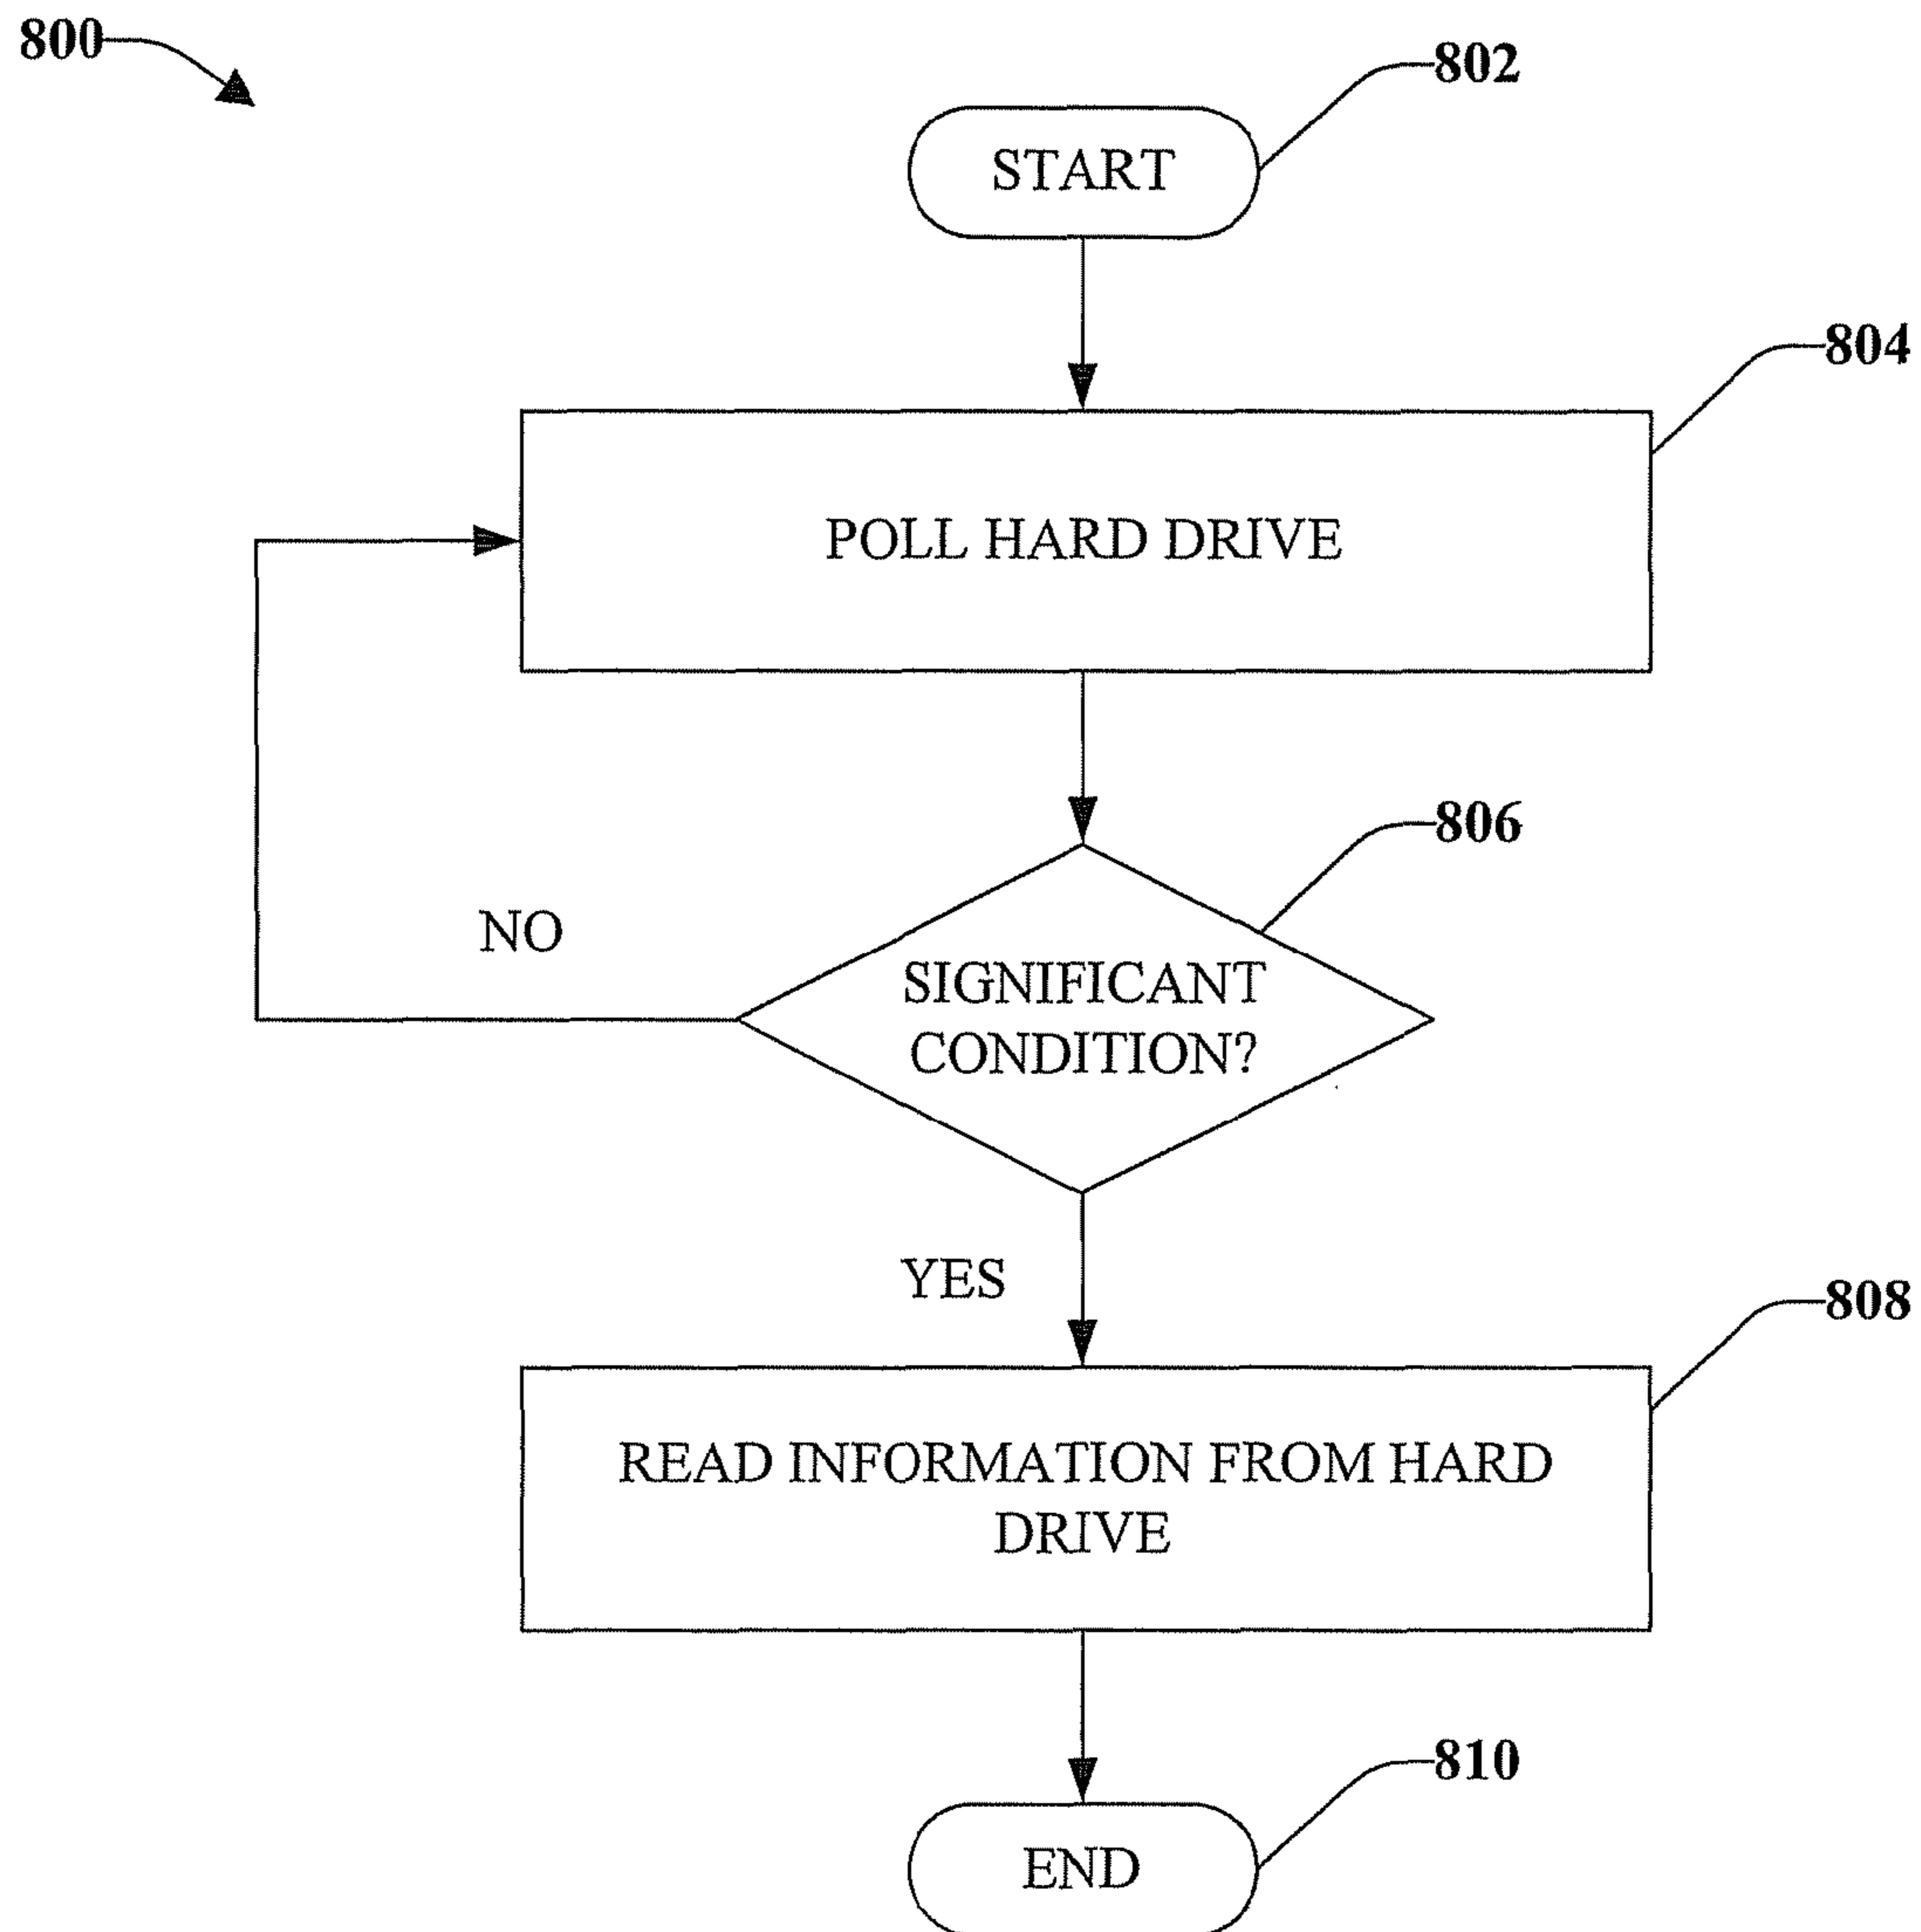 800
802
START
804
POLL HARD DRIVE
806
NO
SIGNIFICANT
CONDITION?
YES
808
READ INFORMATION FROM HARD
DRIVE
810
END